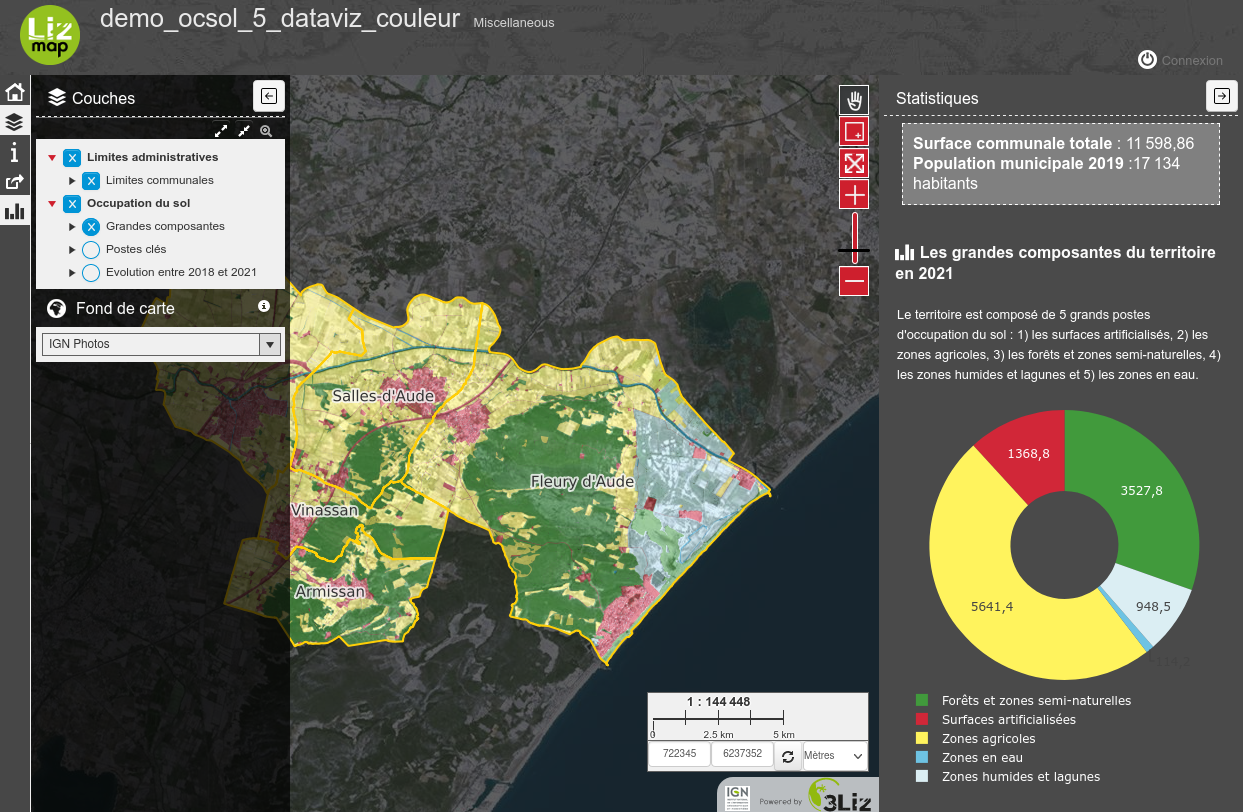 Liz
map
demo_ocsol_5_dataviz_couleur Miscellaneous
Connexion
Couches
Limites administratives
Limites communales
Occupation du sol
Grandes composantes
Postes clés
Evolution entre 2018 et 2021
Fond de carte
IGN Photos
Salles-d'Aude
Fleury d'Aude
Vinassan
Armissan
1 : 144 448
0 2.5 km 5 km
722345 6237352 Mètres
IGN
Powered by 3Liz
Statistiques
Surface communale totale : 11 598,86
Population municipale 2019 :17 134
habitants
Les grandes composantes du territoire
en 2021
Le territoire est composé de 5 grands postes
d'occupation du sol : 1) les surfaces artificialisés, 2) les
zones agricoles, 3) les forêts et zones semi-naturelles, 4)
les zones humides et lagunes et 5) les zones en eau.
1368,8
3527,8
5641,4
948,5
Forêts et zones semi-naturelles
Surfaces artificialisées
Zones agricoles
Zones en eau
Zones humides et lagunes